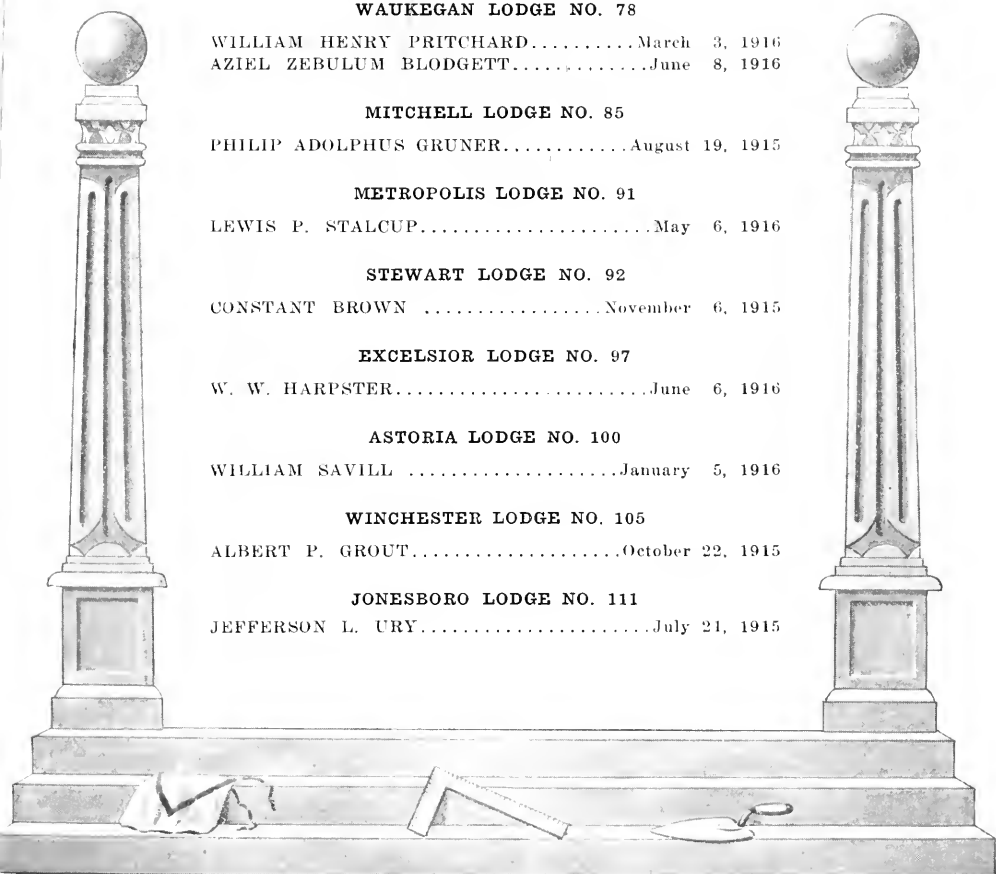 WAUKEGAN LODGE NO. 78
WILLIAM HENRY PRITCHARD..........March 3, 1916
AZIEL ZEBULUM BLODGETT.............June 8, 1916
MITCHELL LODGE NO. 85
PHILIP ADOLPHUS GRUNER............August 19, 1915
METROPOLIS LODGE NO. 91
LEWIS P. STALCUP......................May 6, 1916
STEWART LODGE NO. 92
CONSTANT BROWN .................November 6, 1915
EXCELSIOR LODGE NO. 97
W. W. HARPSTER........................June 6, 1916
ASTORIA LODGE NO. 100
WILLIAM SAVILL ....................January 5, 1916
WINCHESTER LODGE NO. 105
ALBERT P. GROUT....................October 22, 1915
JONESBORO LODGE NO. 111
JEFFERSON L. URY......................July 21, 1915